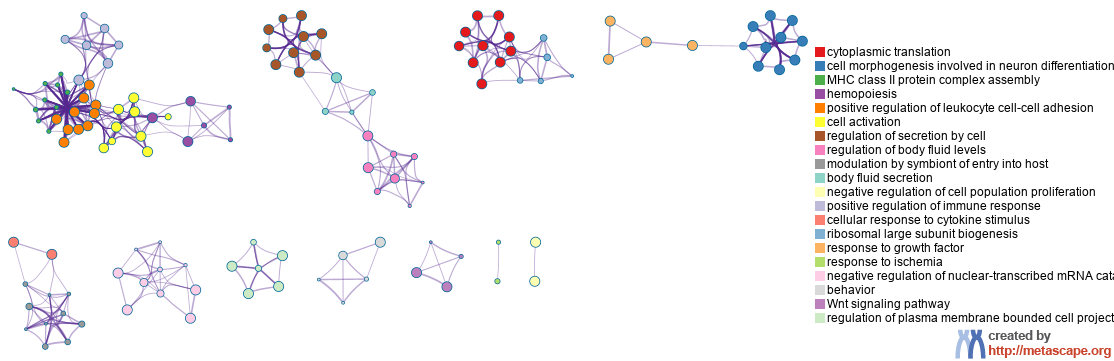 cytoplasmic translation
cell morphogenesis involved in neuron differentiation
MHC class II protein complex assembly
hemopoiesis
positive regulation of leukocyte cell-cell adhesion
cell activation
regulation of secretion by cell
regulation of body fluid levels
modulation by symbiont of entry into host
body fluid secretion
negative regulation of cell population proliferation
positive regulation of immune response
cellular response to cytokine stimulus
ribosomal large subunit biogenesis
response to growth factor
response to ischemia
negative regulation of nuclear-transcribed mRNA cata
behavior
Wnt signaling pathway
regulation of plasma membrane bounded cell project
created by
http://metascape.org